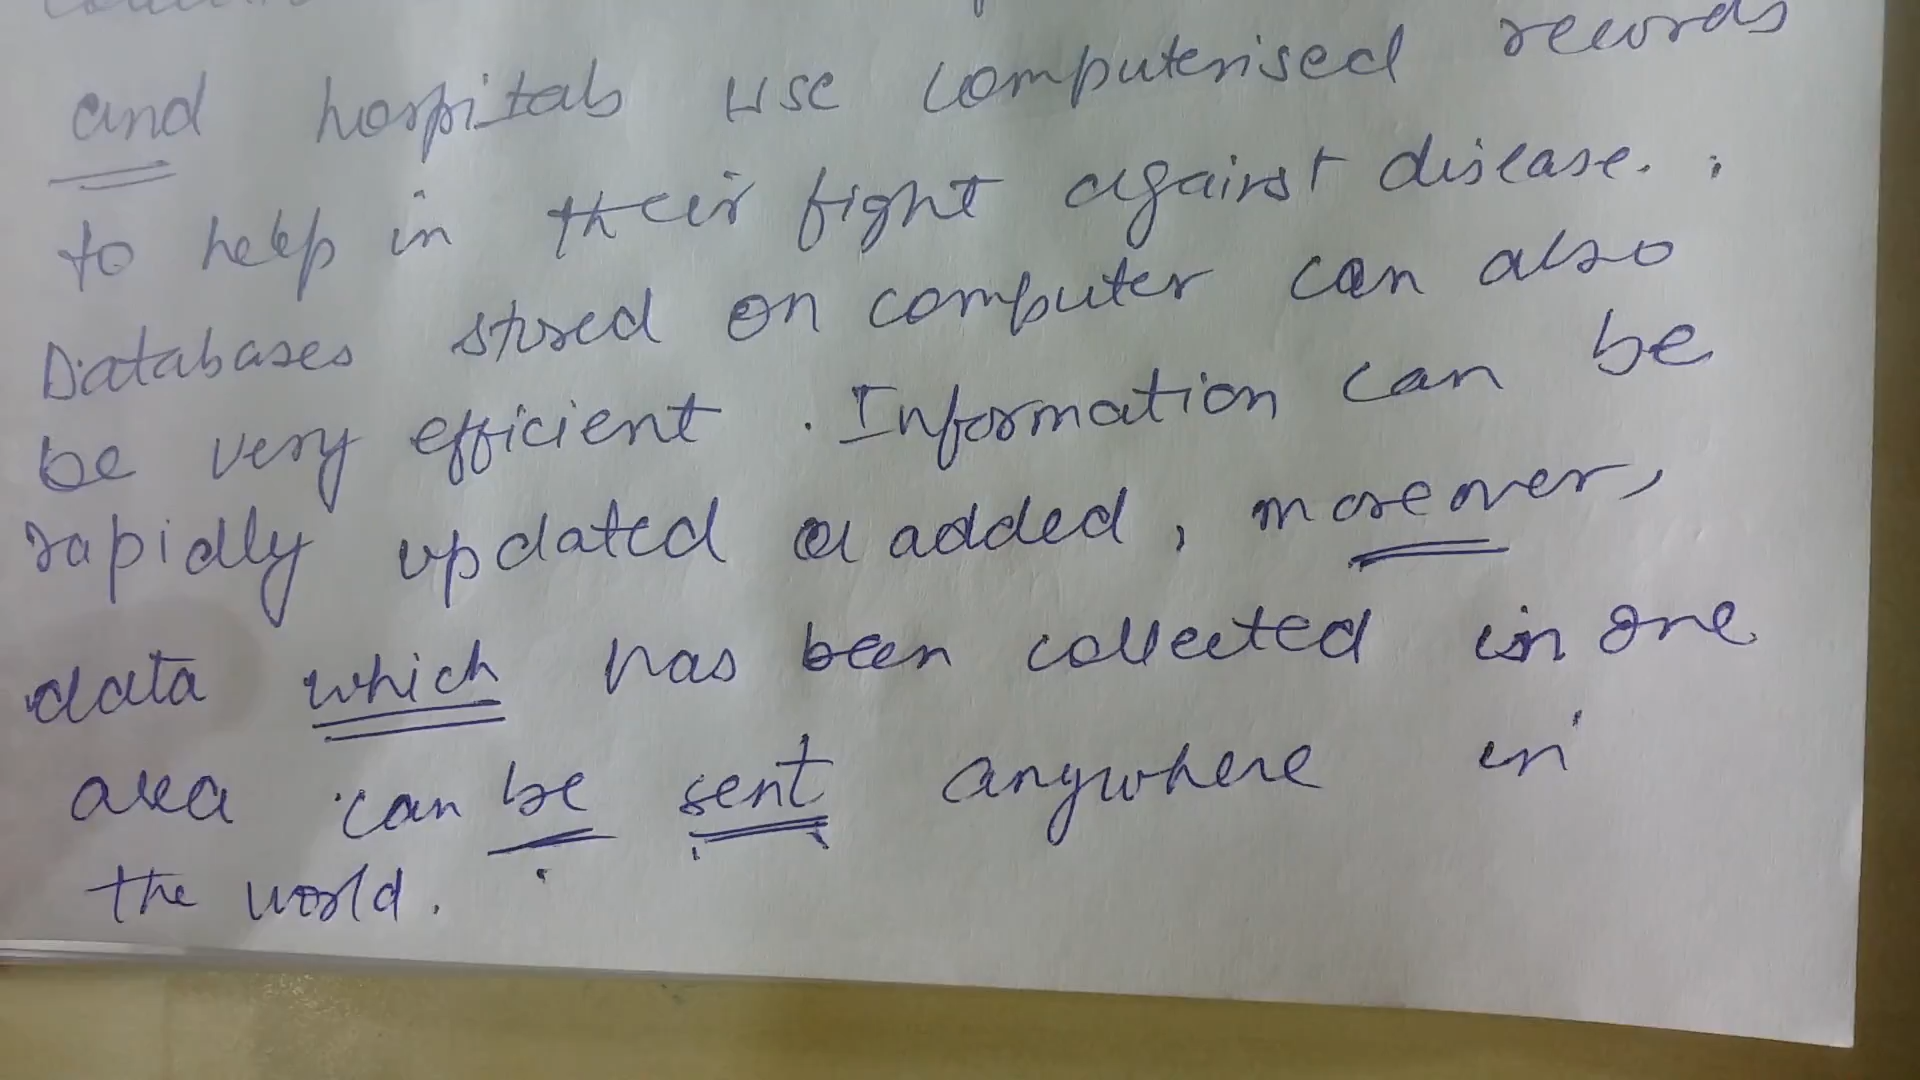 and hospitals use computerised records
to help in their fight against disease.
Databases stored on computer can also
be very efficient. Information can be
rapidly updated or added, moreover,
data which has been collected in one
area can be sent anywhere in
the world.